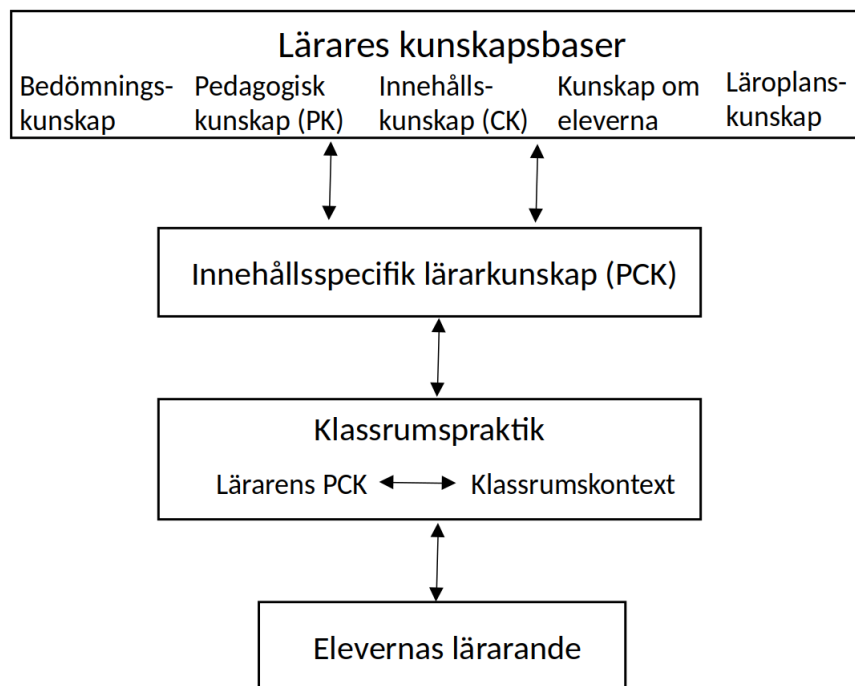 Lärares kunskapsbaser
Bedömnings-
kunskap
Pedagogisk
kunskap (PK)
Innehålls-
kunskap (CK)
Kunskap om
eleverna
Läroplans-
kunskap
Innehållsspecifik lärarkunskap (PCK)
Klassrumspraktik
Lärarens PCK
Klassrumskontext
Elevernas lärarande